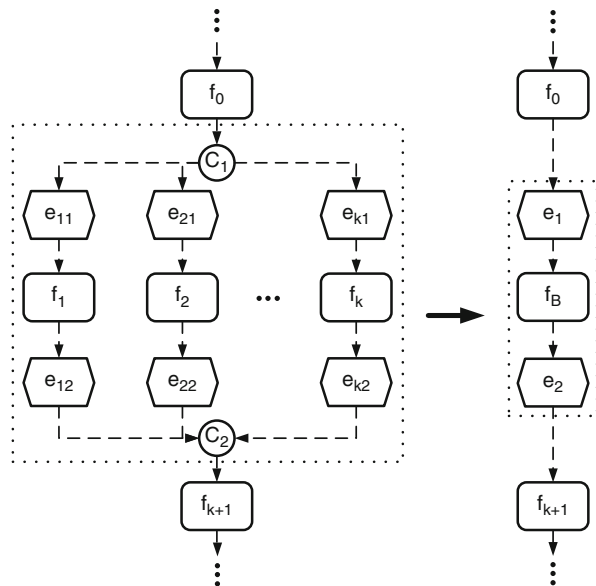 f₀ f₀
C₁
e₁₁ e₂₁ eₖ₁ e₁
f₁ f₂ ... fₖ f_B
e₁₂ e₂₂ eₖ₂ e₂
C₂
fₖ₊₁ fₖ₊₁